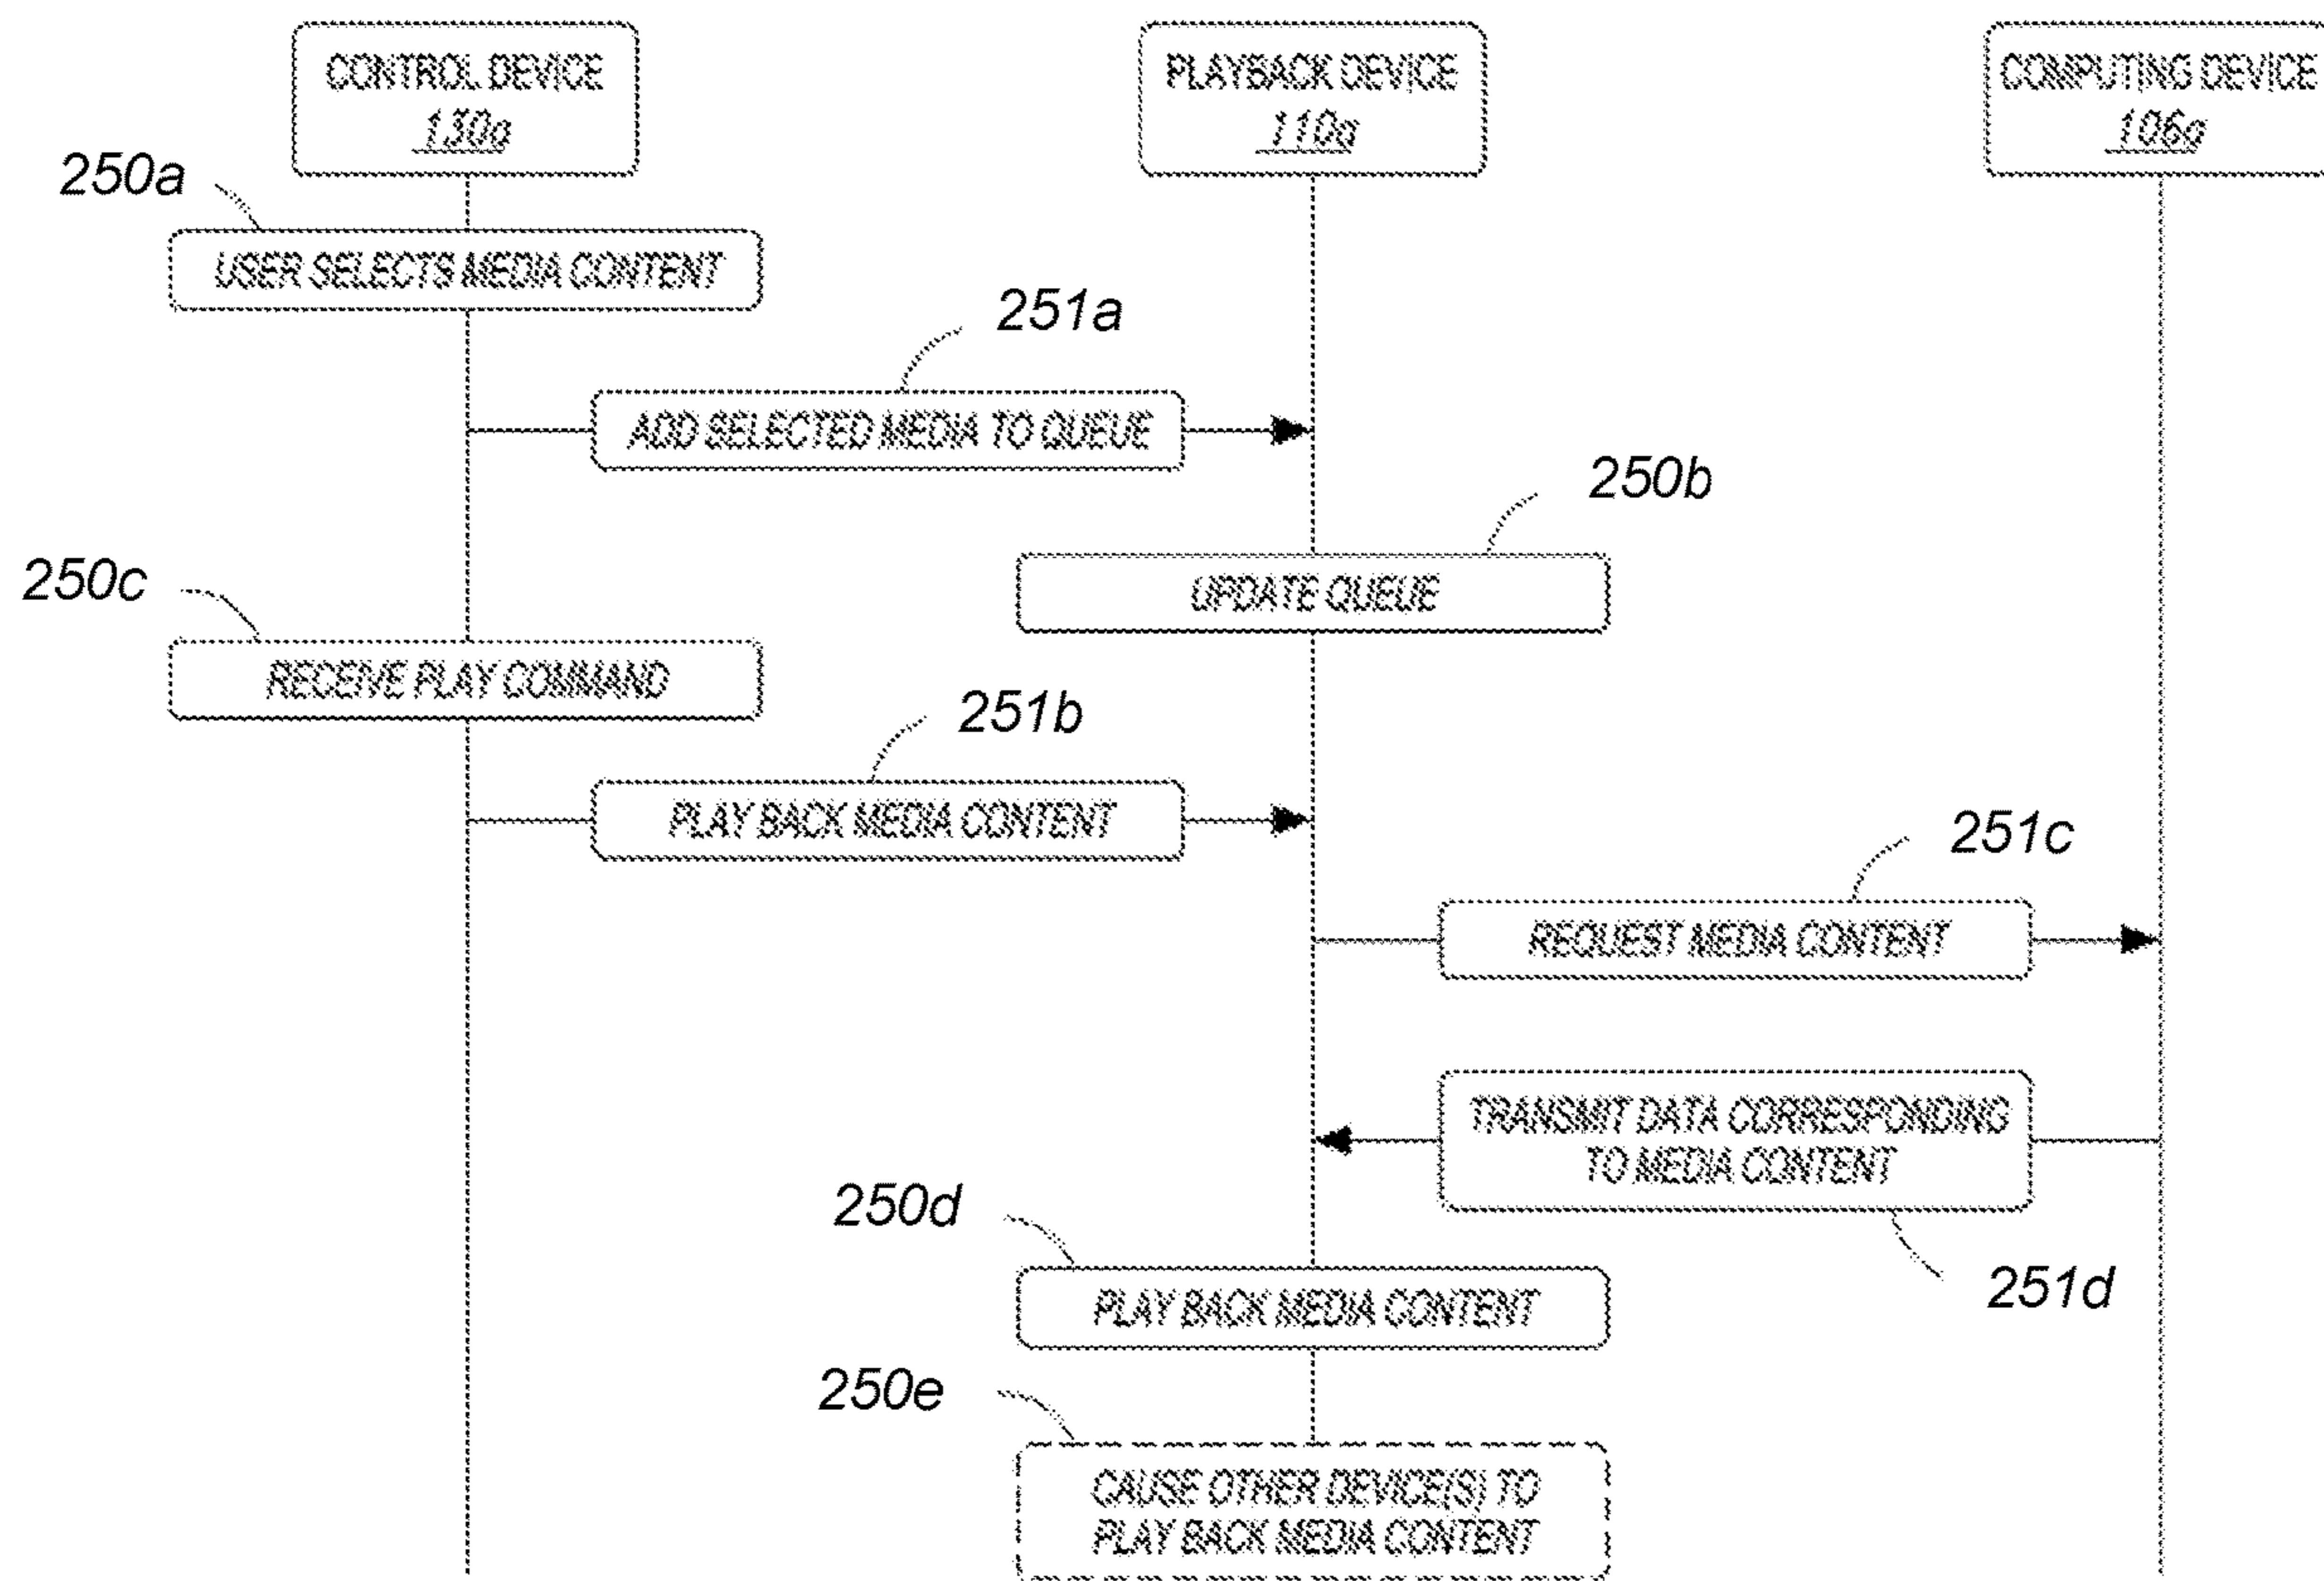 CONTROL DEVICE
130a
PLAYBACK DEVICE
110a
COMPUTING DEVICE
106a
250a
USER SELECTS MEDIA CONTENT
251a
ADD SELECTED MEDIA TO QUEUE
250b
UPDATE QUEUE
250c
RECEIVE PLAY COMMAND
251b
PLAY BACK MEDIA CONTENT
251c
REQUEST MEDIA CONTENT
TRANSMIT DATA CORRESPONDING
TO MEDIA CONTENT
251d
250d
PLAY BACK MEDIA CONTENT
250e
CAUSE OTHER DEVICE(S) TO
PLAY BACK MEDIA CONTENT